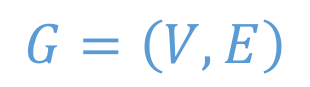 G = (V, E)